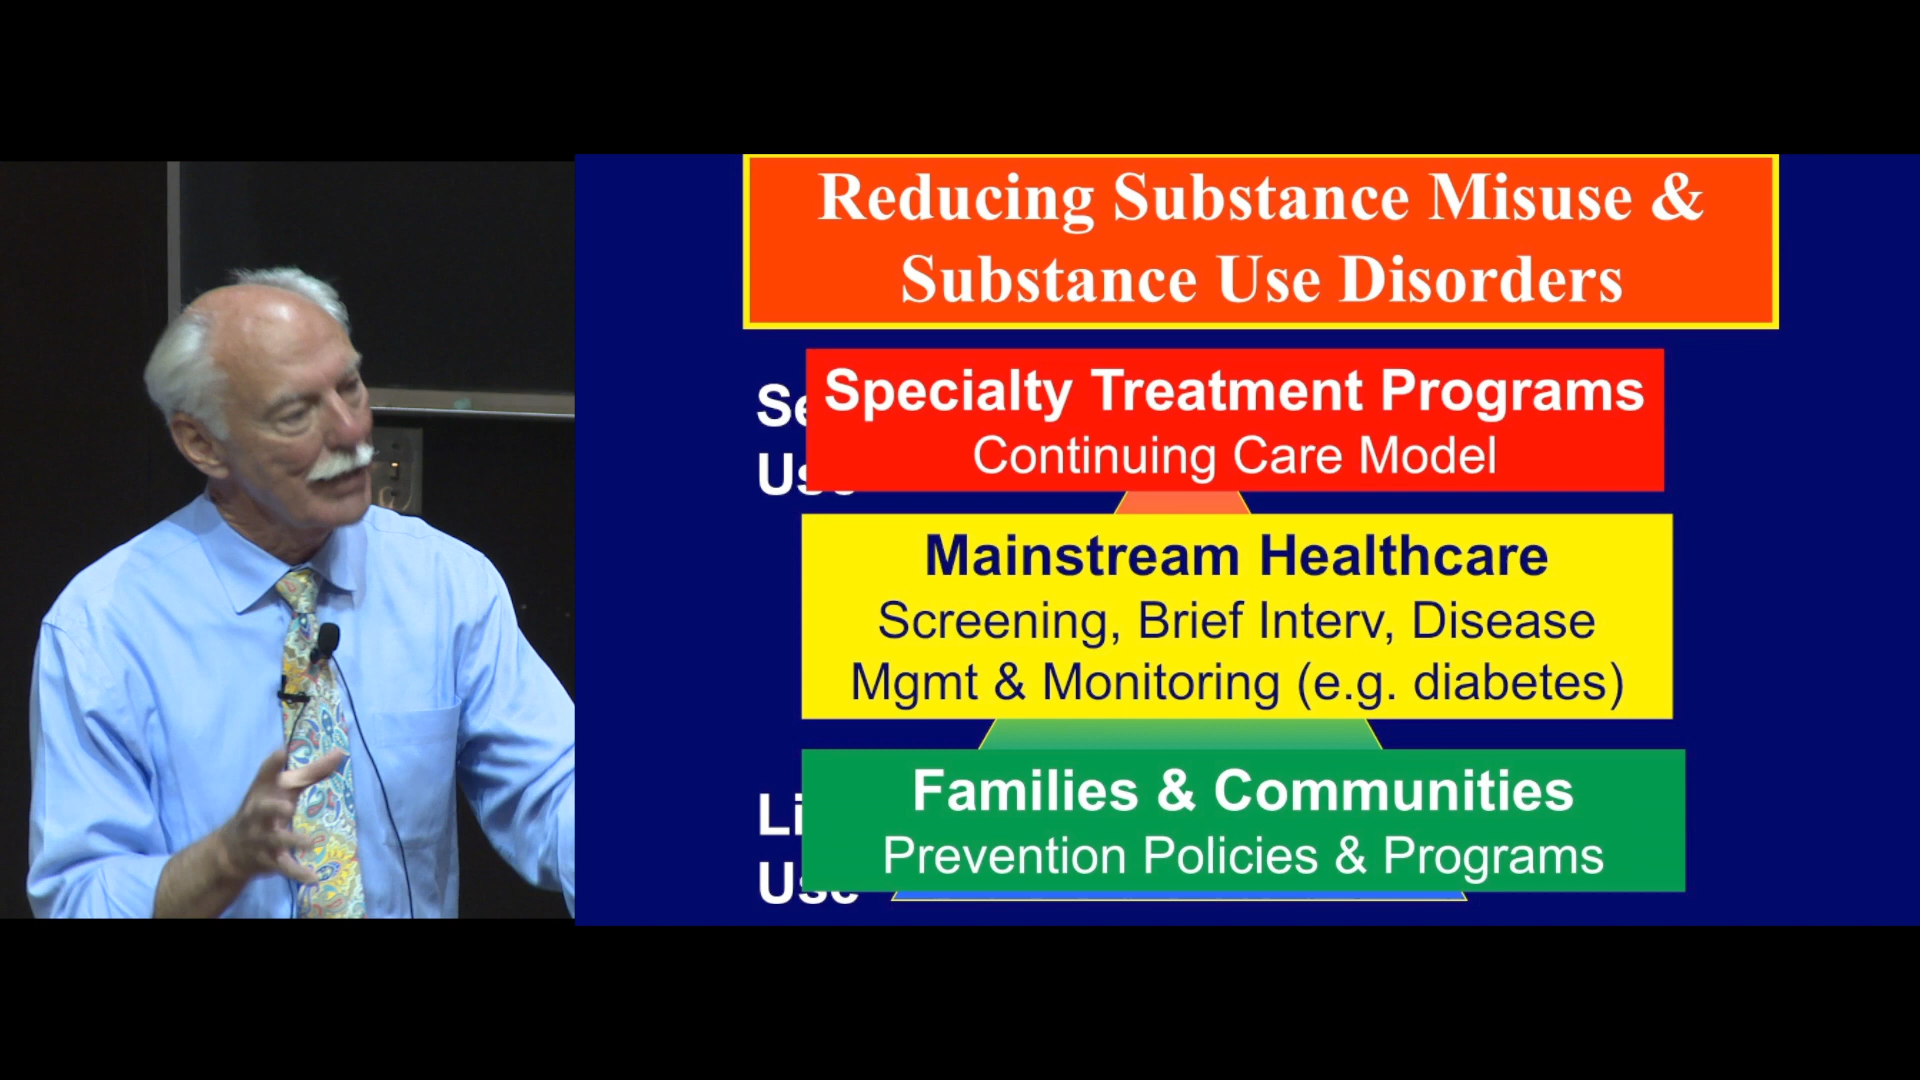 Reducing Substance Misuse &
Substance Use Disorders
Specialty Treatment Programs
Continuing Care Model
Mainstream Healthcare
Screening, Brief Interv, Disease
Mgmt & Monitoring (e.g. diabetes)
Families & Communities
Prevention Policies & Programs
Use